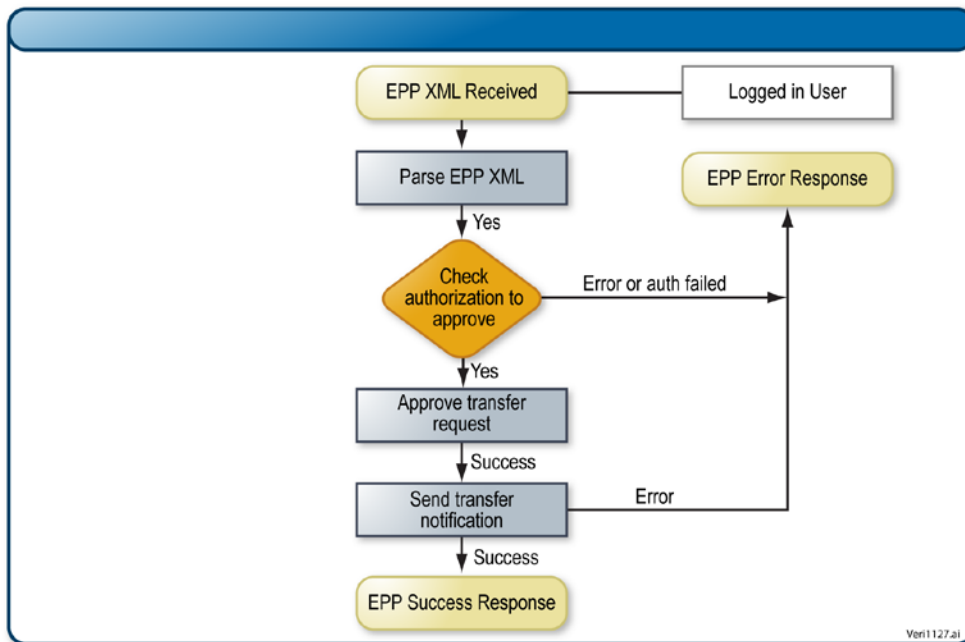 EPP XML Received
Logged in User
Parse EPP XML
EPP Error Response
Yes
Check
authorization to
approve
Error or auth failed
Yes
Approve transfer
request
Success
Send transfer
notification
Error
Success
EPP Success Response
Veri1127.ai